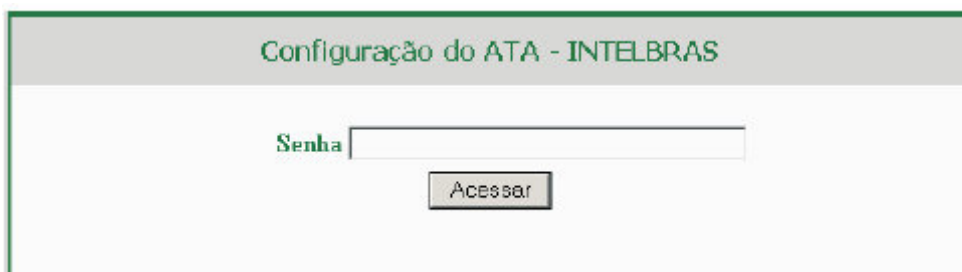 Configuração do ATA - INTELBRAS
Senha
Acessar